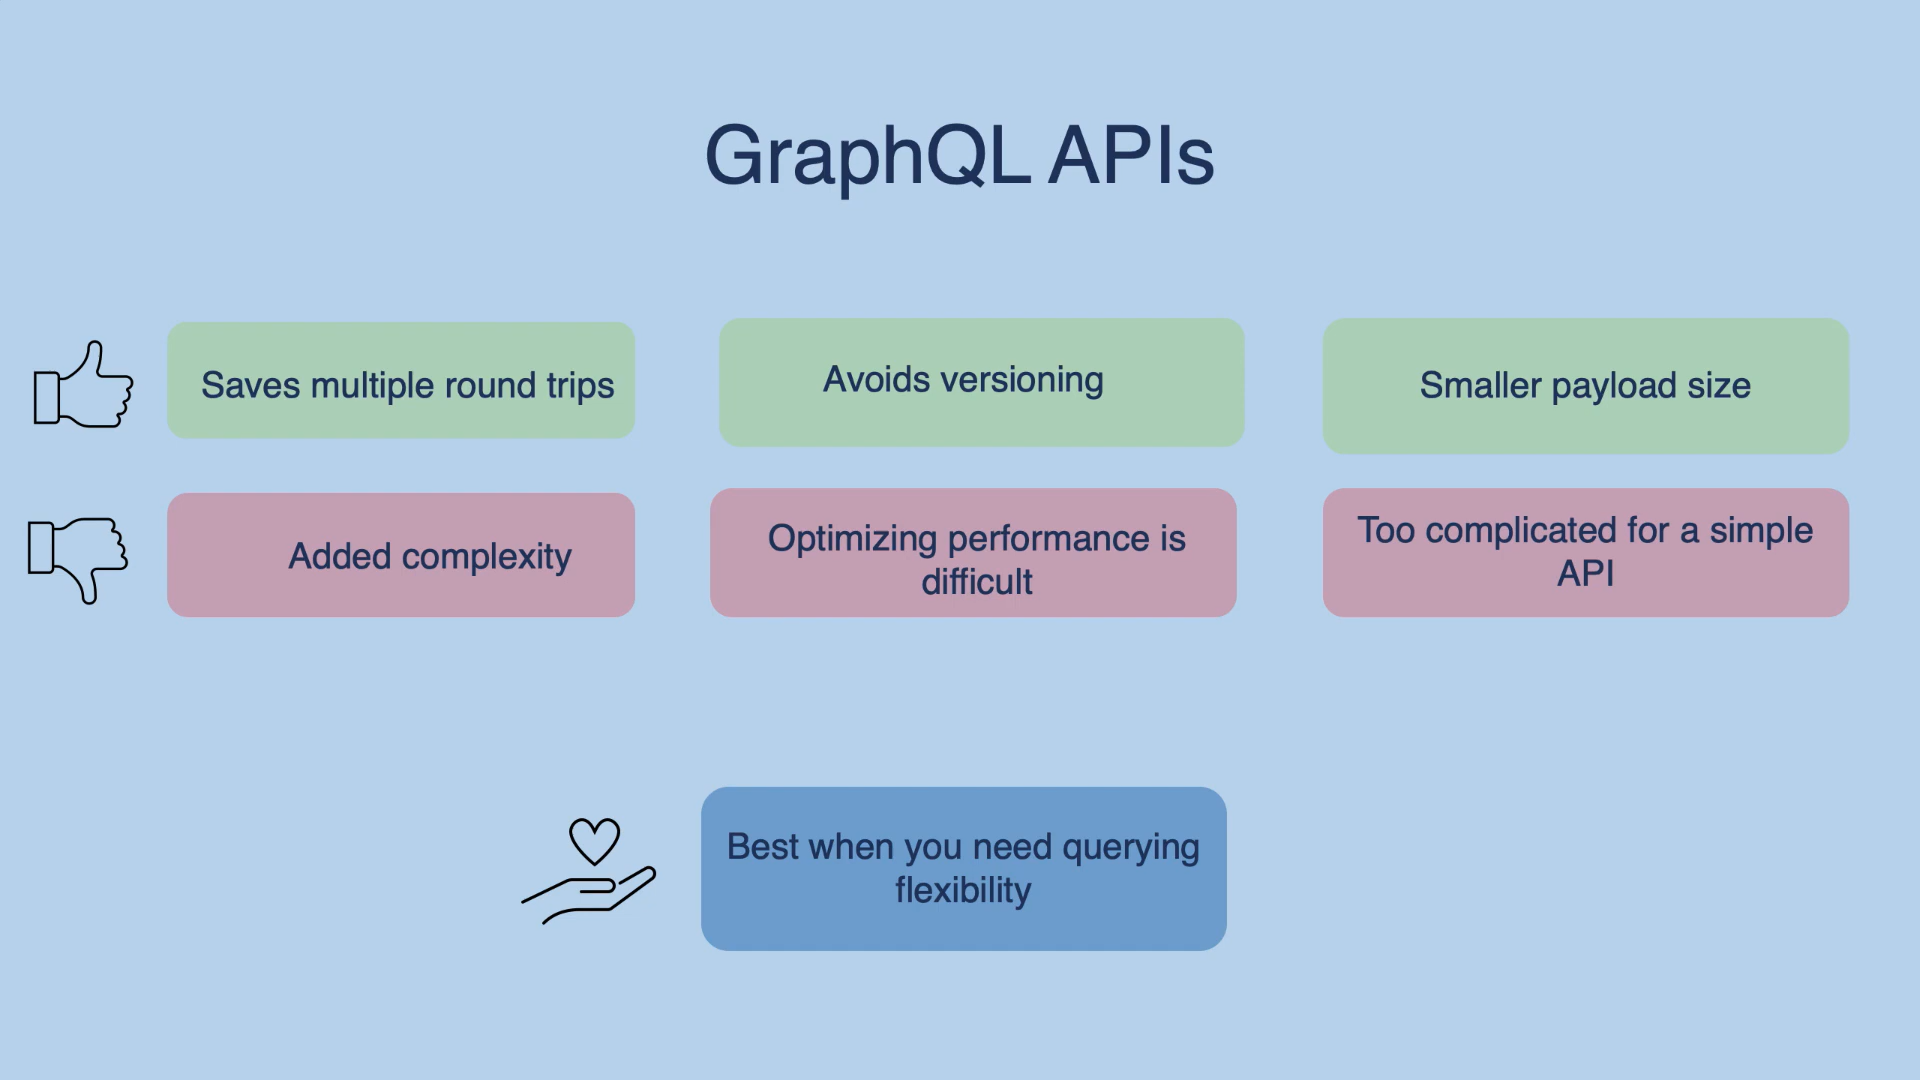 GraphQL APIs
Saves multiple round trips
Avoids versioning
Smaller payload size
Added complexity
Optimizing performance is
difficult
Too complicated for a simple
API
Best when you need querying
flexibility